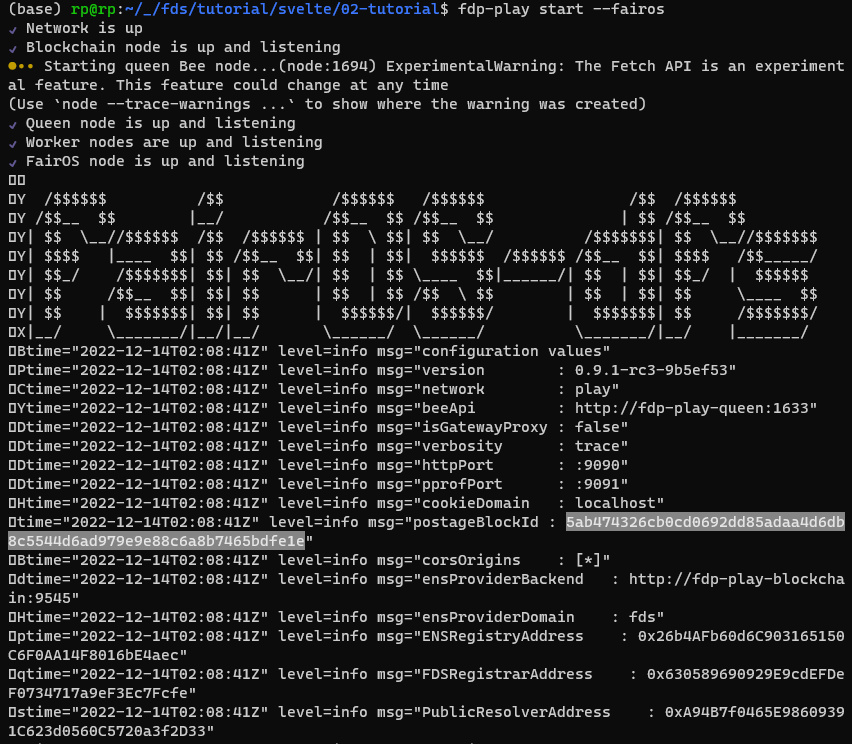 (base) rp@rp:~/_/fds/tutorial/svelte/02-tutorial$ fdp-play start --fairos
✓ Network is up
✓ Blockchain node is up and listening
●•• Starting queen Bee node...(node:1694) ExperimentalWarning: The Fetch API is an experiment
al feature. This feature could change at any time
(Use `node --trace-warnings ...` to show where the warning was created)
✓ Queen node is up and listening
✓ Worker nodes are up and listening
✓ FairOS node is up and listening
▯▯
▯Y  /$$$$$$          /$$            /$$$$$$   /$$$$$$                /$$  /$$$$$$
▯Y /$$__  $$        |__/           /$$__  $$ /$$__  $$              | $$ /$$__  $$
▯Y| $$  \__//$$$$$$  /$$  /$$$$$$ | $$  \ $$| $$  \__/          /$$$$$$$| $$  \__//$$$$$$$
▯Y| $$$$   |____  $$| $$ /$$__  $$| $$  | $$|  $$$$$$  /$$$$$$ /$$__  $$| $$$$   /$$_____/
▯Y| $$_/    /$$$$$$$| $$| $$  \__/| $$  | $$ \____  $$|______/| $$  | $$| $$_/  |  $$$$$$
▯Y| $$     /$$__  $$| $$| $$      | $$  | $$ /$$  \ $$        | $$  | $$| $$     \____  $$
▯Y| $$    |  $$$$$$$| $$| $$      |  $$$$$$/|  $$$$$$/        |  $$$$$$$| $$     /$$$$$$$/
▯X|__/     \_______/|__/|__/       \______/  \______/          \_______/|__/    |_______/
▯Btime="2022-12-14T02:08:41Z" level=info msg="configuration values"
▯Ptime="2022-12-14T02:08:41Z" level=info msg="version        : 0.9.1-rc3-9b5ef53"
▯Ctime="2022-12-14T02:08:41Z" level=info msg="network        : play"
▯Ytime="2022-12-14T02:08:41Z" level=info msg="beeApi         : http://fdp-play-queen:1633"
▯Dtime="2022-12-14T02:08:41Z" level=info msg="isGatewayProxy : false"
▯Dtime="2022-12-14T02:08:41Z" level=info msg="verbosity      : trace"
▯Dtime="2022-12-14T02:08:41Z" level=info msg="httpPort       : :9090"
▯Dtime="2022-12-14T02:08:41Z" level=info msg="pprofPort      : :9091"
▯Htime="2022-12-14T02:08:41Z" level=info msg="cookieDomain   : localhost"
▯time="2022-12-14T02:08:41Z" level=info msg="postageBlockId : 5ab474326cb0cd0692dd85adaa4d6db
8c5544d6ad979e9e88c6a8b7465bdfe1e"
▯Btime="2022-12-14T02:08:41Z" level=info msg="corsOrigins    : [*]"
▯dtime="2022-12-14T02:08:41Z" level=info msg="ensProviderBackend   : http://fdp-play-blockcha
in:9545"
▯Htime="2022-12-14T02:08:41Z" level=info msg="ensProviderDomain    : fds"
▯ptime="2022-12-14T02:08:41Z" level=info msg="ENSRegistryAddress    : 0x26b4AFb60d6C903165150
C6F0AA14F8016bE4aec"
▯qtime="2022-12-14T02:08:41Z" level=info msg="FDSRegistrarAddress    : 0x630589690929E9cdEFDe
F0734717a9eF3Ec7Fcfe"
▯stime="2022-12-14T02:08:41Z" level=info msg="PublicResolverAddress    : 0xA94B7f0465E9860939
1C623d0560C5720a3f2D33"